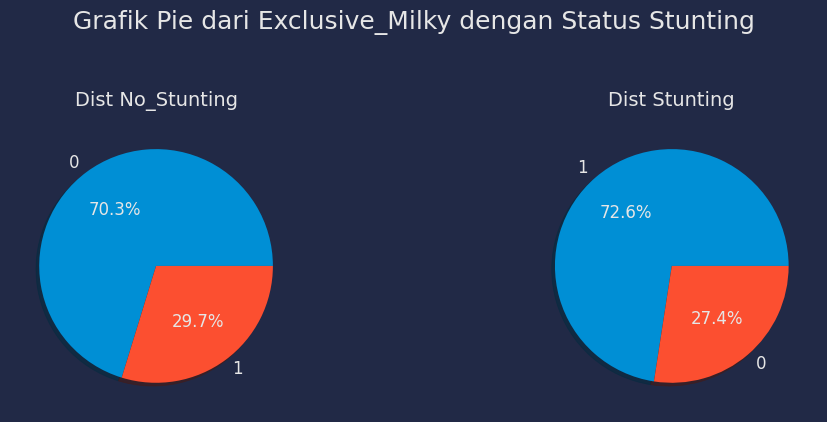 Grafik Pie dari Exclusive_Milky dengan Status Stunting
Dist No_Stunting
0
70.3%
29.7%
1
Dist Stunting
1
72.6%
27.4%
0